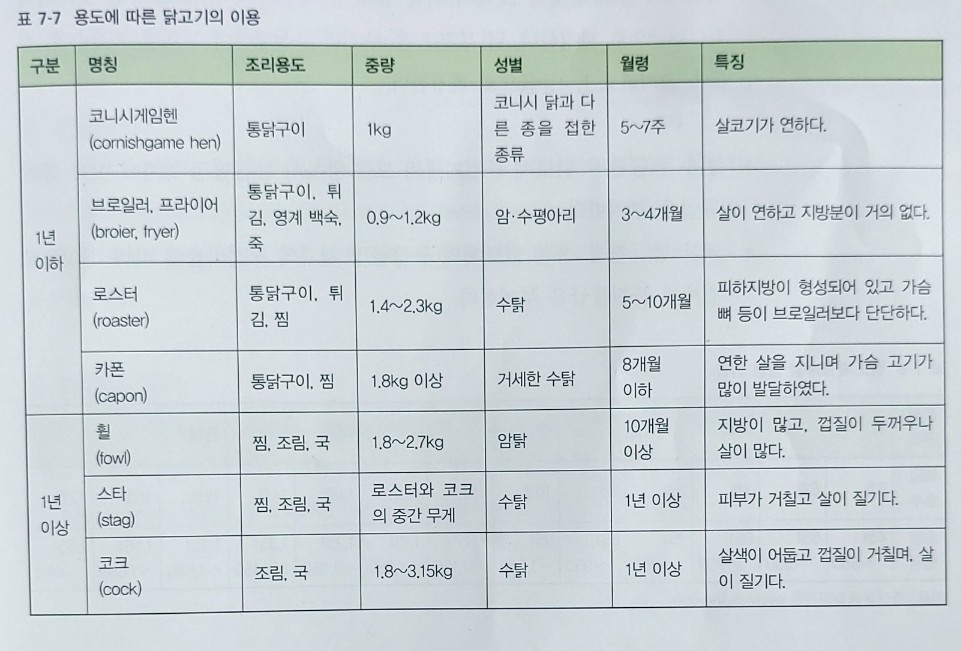 표 7-7 용도에 따른 닭고기의 이용
구분 명칭 조리용도 중량 성별 월령 특징
1년
이하
코니시게임헨
(cornishgame hen)
통닭구이
1kg
코니시 닭과 다
른 종을 접한
종류
5~7주
살코기가 연하다.
브로일러, 프라이어
(broier, fryer)
통닭구이, 튀
김, 영계 백숙,
죽
0.9~1.2kg
암·수평아리
3~4개월
살이 연하고 지방분이 거의 없다.
로스터
(roaster)
통닭구이, 튀
김, 찜
1.4~2.3kg
수탉
5~10개월
피하지방이 형성되어 있고 가슴
뼈 등이 브로일러보다 단단하다.
카폰
(capon)
통닭구이, 찜
1.8kg 이상
거세한 수탉
8개월
이하
연한 살을 지니며 가슴 고기가
많이 발달하였다.
1년
이상
휠
(fowl)
찜, 조림, 국
1.8~2.7kg
암탉
10개월
이상
지방이 많고, 껍질이 두꺼우나
살이 많다.
스타
(stag)
찜, 조림, 국
로스터와 코크
의 중간 무게
수탉
1년 이상
피부가 거칠고 살이 질기다.
코크
(cock)
조림, 국
1.8~3.15kg
수탉
1년 이상
살색이 어둡고 껍질이 거칠며, 살
이 질기다.